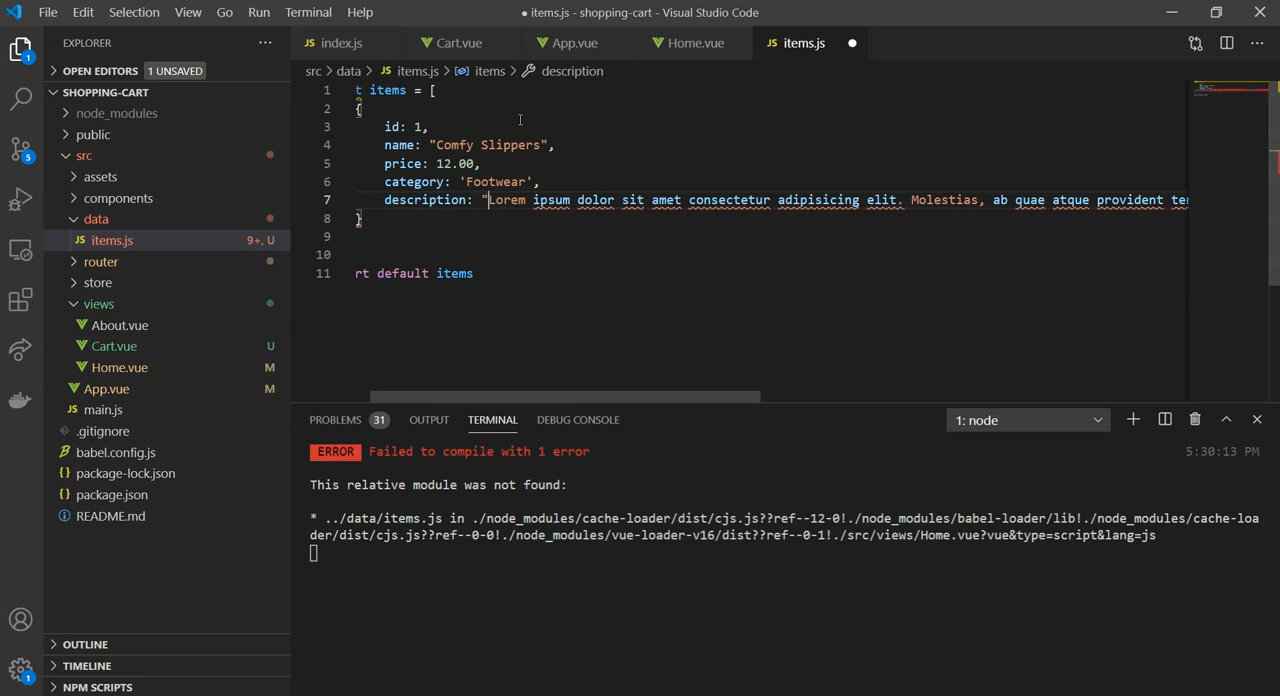 File Edit Selection View Go Run Terminal Help
● items.js - shopping-cart - Visual Studio Code
EXPLORER
JS index.js Cart.vue App.vue Home.vue JS items.js
OPEN EDITORS 1 UNSAVED
src > data > JS items.js > items > description
SHOPPING-CART
node_modules
public
src
assets
components
data
JS items.js 9+, U
router
store
views
About.vue
Cart.vue U
Home.vue M
App.vue M
JS main.js
.gitignore
babel.config.js
{} package-lock.json
{} package.json
README.md
OUTLINE
TIMELINE
NPM SCRIPTS
1
5
1
1 t items = [
2 {
3 id: 1,
4 name: "Comfy Slippers",
5 price: 12.00,
6 category: 'Footwear',
7 description: "Lorem ipsum dolor sit amet consectetur adipisicing elit. Molestias, ab quae atque provident te
8 }
9
10
11 rt default items
PROBLEMS 31 OUTPUT TERMINAL DEBUG CONSOLE 1: node
ERROR Failed to compile with 1 error 5:30:13 PM
This relative module was not found:
* ../data/items.js in ./node_modules/cache-loader/dist/cjs.js??ref--12-0!./node_modules/babel-loader/lib!./node_modules/cache-loa
der/dist/cjs.js??ref--0-0!./node_modules/vue-loader-v16/dist??ref--0-1!./src/views/Home.vue?vue&type=script&lang=js